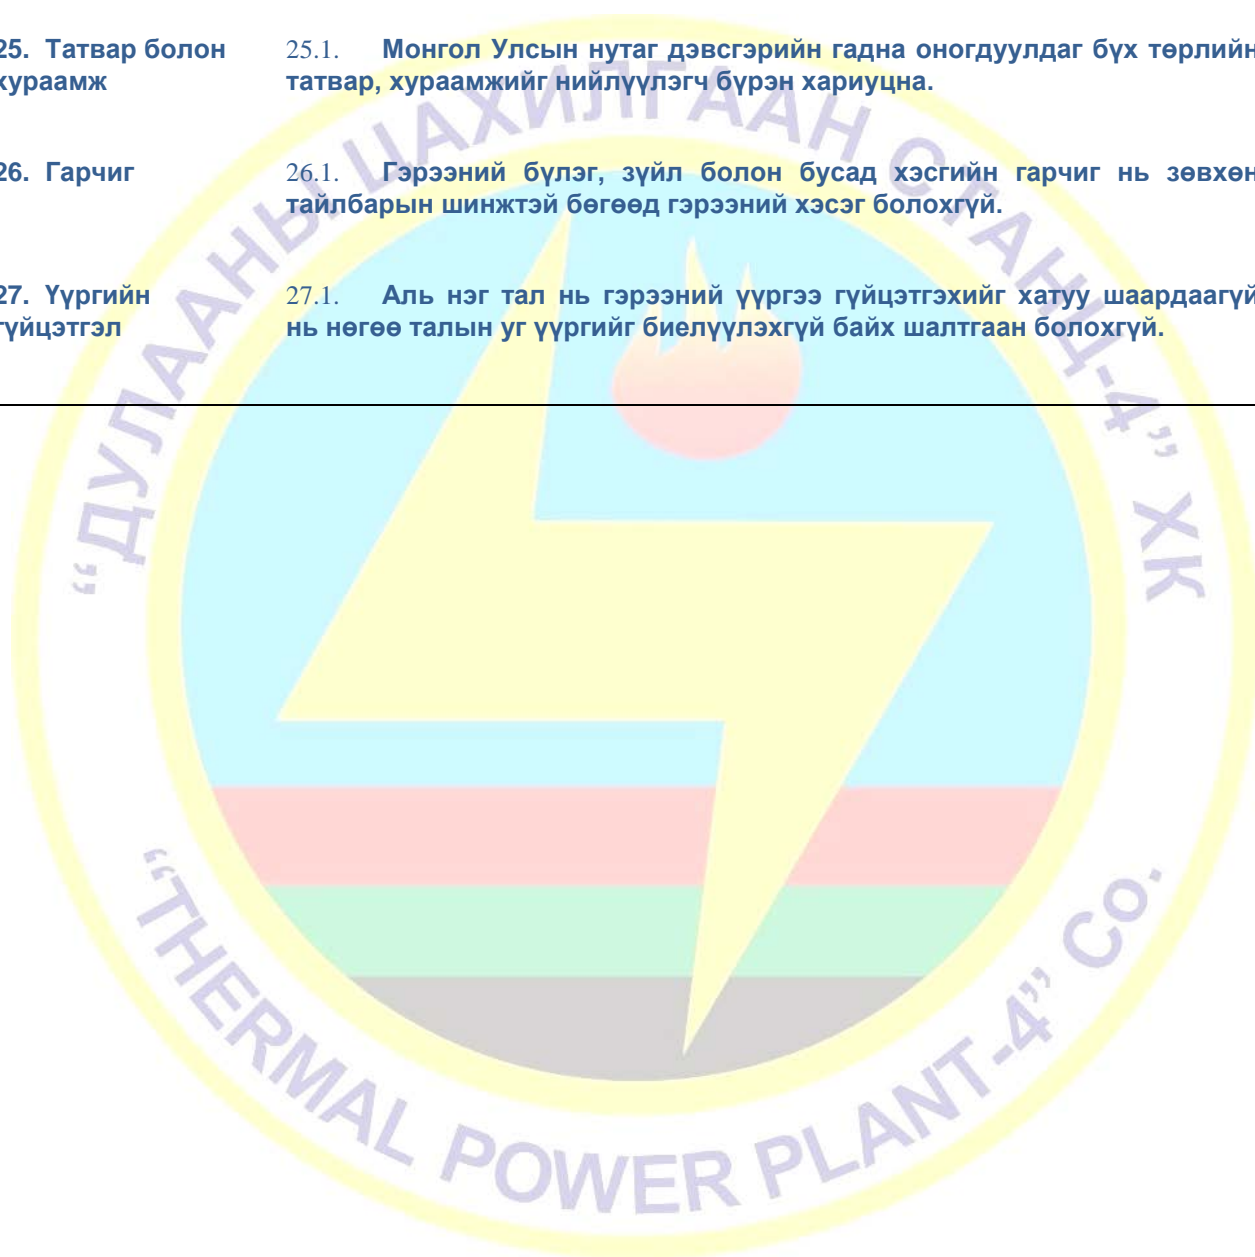 25. Татвар болон 25.1. Монгол Улсын нутаг дэвсгэрийн гадна оногдуулдаг бүх төрлийн
хураамж татвар, хураамжийг нийлүүлэгч бүрэн хариуцна.
26. Гарчиг 26.1. Гэрээний бүлэг, зүйл болон бусад хэсгийн гарчиг нь зөвхөн
тайлбарын шинжтэй бөгөөд гэрээний хэсэг болохгүй.
27. Үүргийн 27.1. Аль нэг тал нь гэрээний үүргээ гүйцэтгэхийг хатуу шаардаагүй
гүйцэтгэл нь нөгөө талын уг үүргийг биелүүлэхгүй байх шалтгаан болохгүй.
“ДУЛААНЫ ЦАХИЛГААН СТАНЦ-4” ХК
“THERMAL POWER PLANT-4” Co.